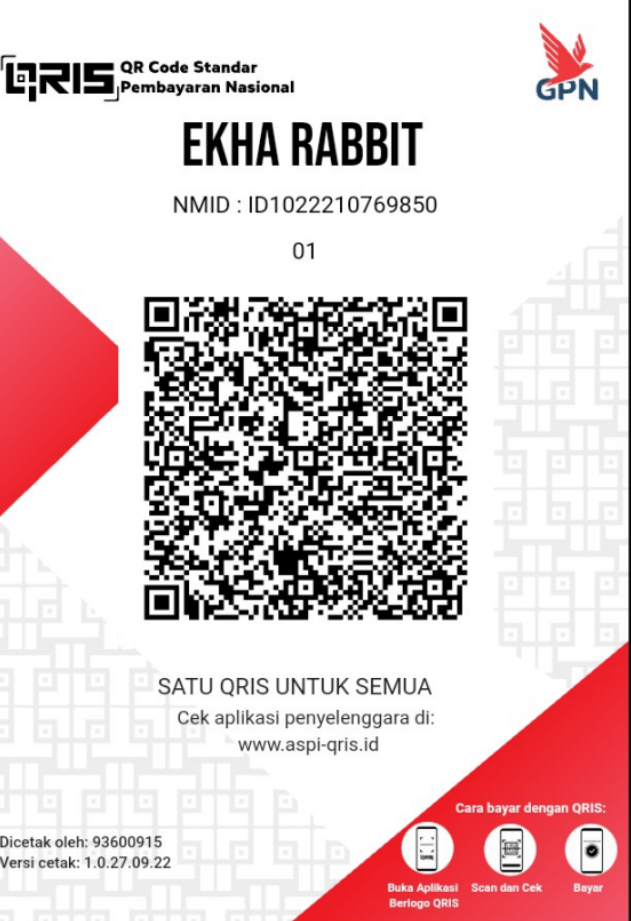 QRIS QR Code Standar
Pembayaran Nasional
GPN
EKHA RABBIT
NMID : ID1022210769850
01
SATU QRIS UNTUK SEMUA
Cek aplikasi penyelenggara di:
www.aspi-qris.id
Dicetak oleh: 93600915
Versi cetak: 1.0.27.09.22
Cara bayar dengan QRIS:
Buka Aplikasi
Berlogo QRIS
Scan dan Cek
Bayar